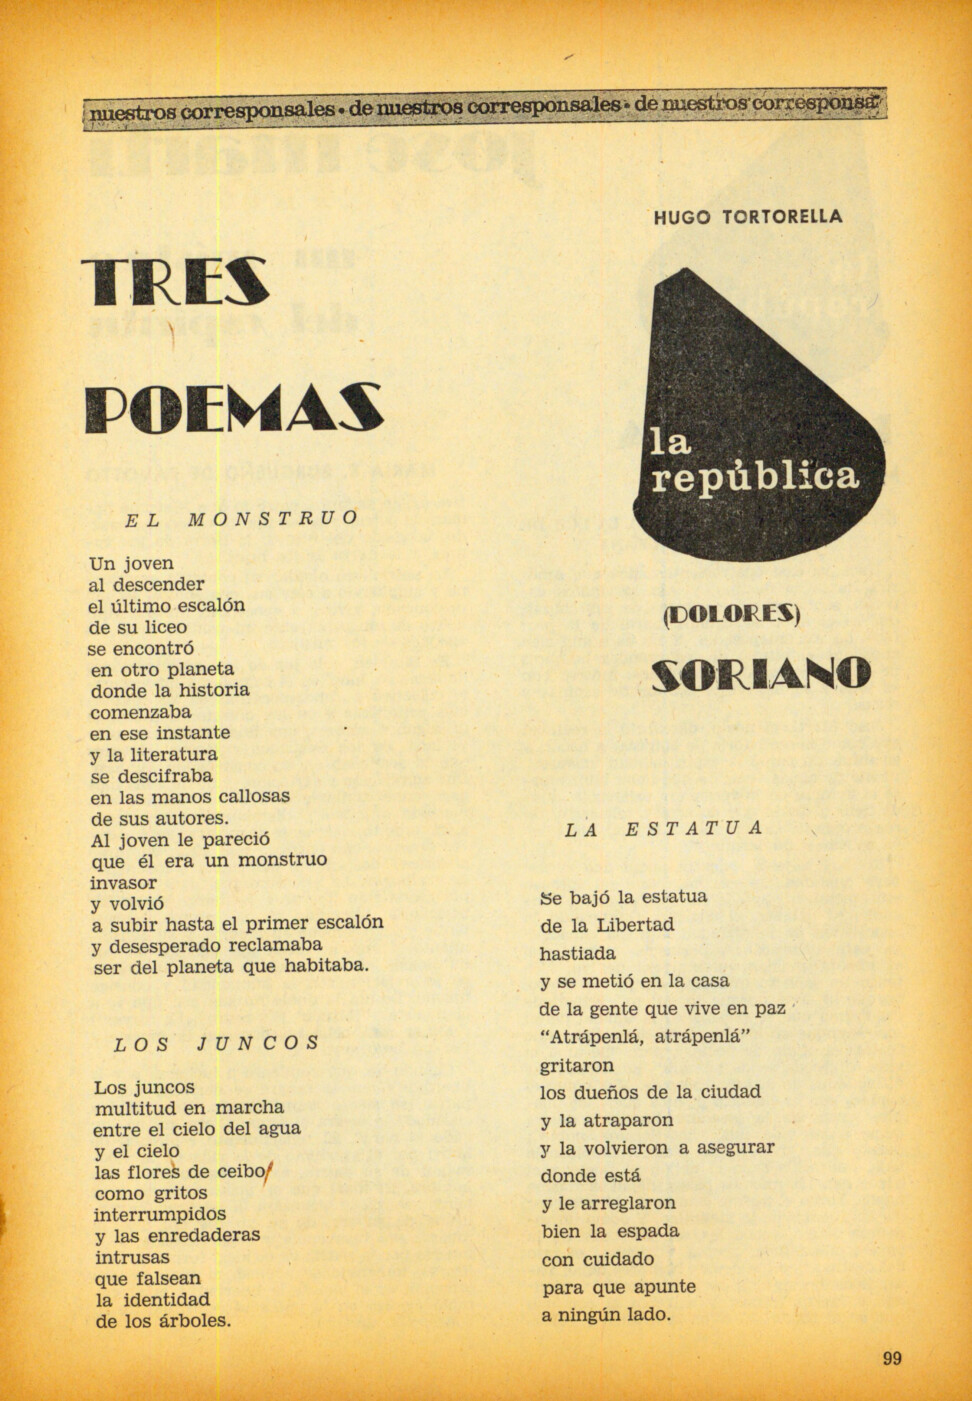 nuestros corresponsales • de nuestros corresponsales • de nuestros corresponsa
HUGO TORTORELLA
TRES
POEMAS
la
república
(DOLORES)
SORIANO
EL MONSTRUO
Un joven
al descender
el último escalón
de su liceo
se encontró
en otro planeta
donde la historia
comenzaba
en ese instante
y la literatura
se descifraba
en las manos callosas
de sus autores.
Al joven le pareció
que él era un monstruo
invasor
y volvió
a subir hasta el primer escalón
y desesperado reclamaba
ser del planeta que habitaba.
LOS JUNCOS
Los juncos
multitud en marcha
entre el cielo del agua
y el cielo
las flores de ceibo
como gritos
interrumpidos
y las enredaderas
intrusas
que falsean
la identidad
de los árboles.
LA ESTATUA
Se bajó la estatua
de la Libertad
hastiada
y se metió en la casa
de la gente que vive en paz
“Atrápenlá, atrápenlá”
gritaron
los dueños de la ciudad
y la atraparon
y la volvieron a asegurar
donde está
y le arreglaron
bien la espada
con cuidado
para que apunte
a ningún lado.
99